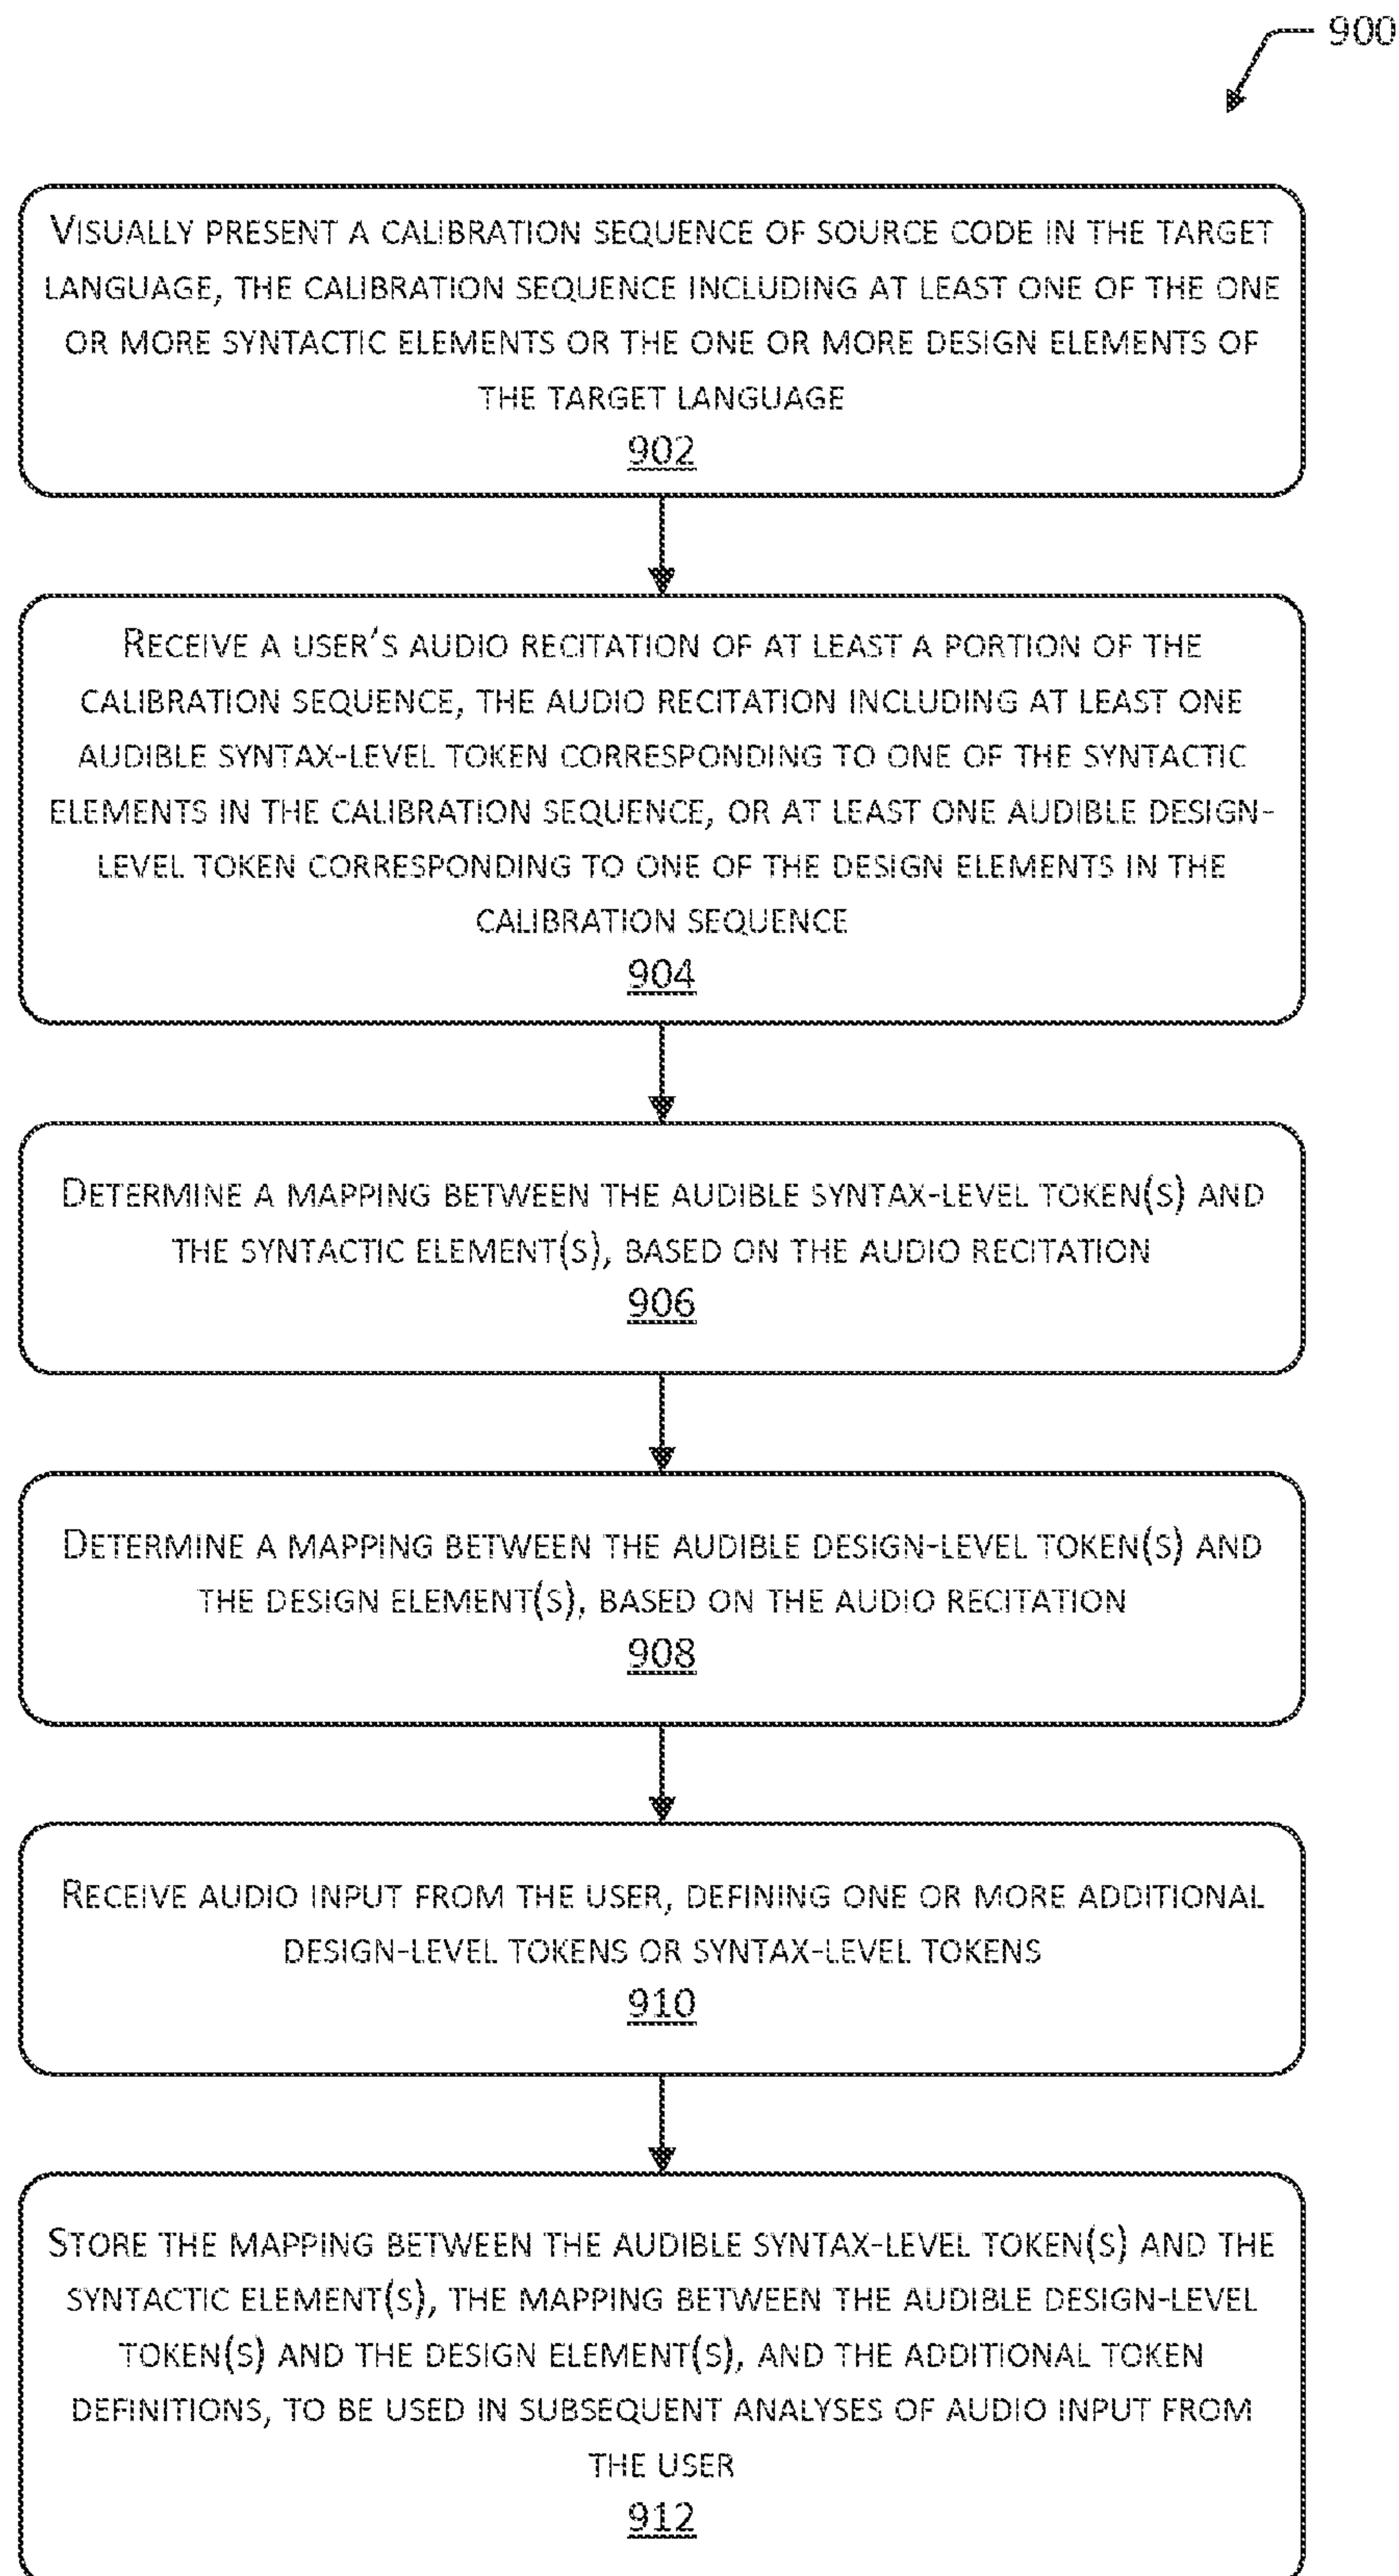 900
VISUALLY PRESENT A CALIBRATION SEQUENCE OF SOURCE CODE IN THE TARGET
LANGUAGE, THE CALIBRATION SEQUENCE INCLUDING AT LEAST ONE OF THE ONE
OR MORE SYNTACTIC ELEMENTS OR THE ONE OR MORE DESIGN ELEMENTS OF
THE TARGET LANGUAGE
902
RECEIVE A USER'S AUDIO RECITATION OF AT LEAST A PORTION OF THE
CALIBRATION SEQUENCE, THE AUDIO RECITATION INCLUDING AT LEAST ONE
AUDIBLE SYNTAX-LEVEL TOKEN CORRESPONDING TO ONE OF THE SYNTACTIC
ELEMENTS IN THE CALIBRATION SEQUENCE, OR AT LEAST ONE AUDIBLE DESIGN-
LEVEL TOKEN CORRESPONDING TO ONE OF THE DESIGN ELEMENTS IN THE
CALIBRATION SEQUENCE
904
DETERMINE A MAPPING BETWEEN THE AUDIBLE SYNTAX-LEVEL TOKEN(S) AND
THE SYNTACTIC ELEMENT(S), BASED ON THE AUDIO RECITATION
906
DETERMINE A MAPPING BETWEEN THE AUDIBLE DESIGN-LEVEL TOKEN(S) AND
THE DESIGN ELEMENT(S), BASED ON THE AUDIO RECITATION
908
RECEIVE AUDIO INPUT FROM THE USER, DEFINING ONE OR MORE ADDITIONAL
DESIGN-LEVEL TOKENS OR SYNTAX-LEVEL TOKENS
910
STORE THE MAPPING BETWEEN THE AUDIBLE SYNTAX-LEVEL TOKEN(S) AND THE
SYNTACTIC ELEMENT(S), THE MAPPING BETWEEN THE AUDIBLE DESIGN-LEVEL
TOKEN(S) AND THE DESIGN ELEMENT(S), AND THE ADDITIONAL TOKEN
DEFINITIONS, TO BE USED IN SUBSEQUENT ANALYSES OF AUDIO INPUT FROM
THE USER
912